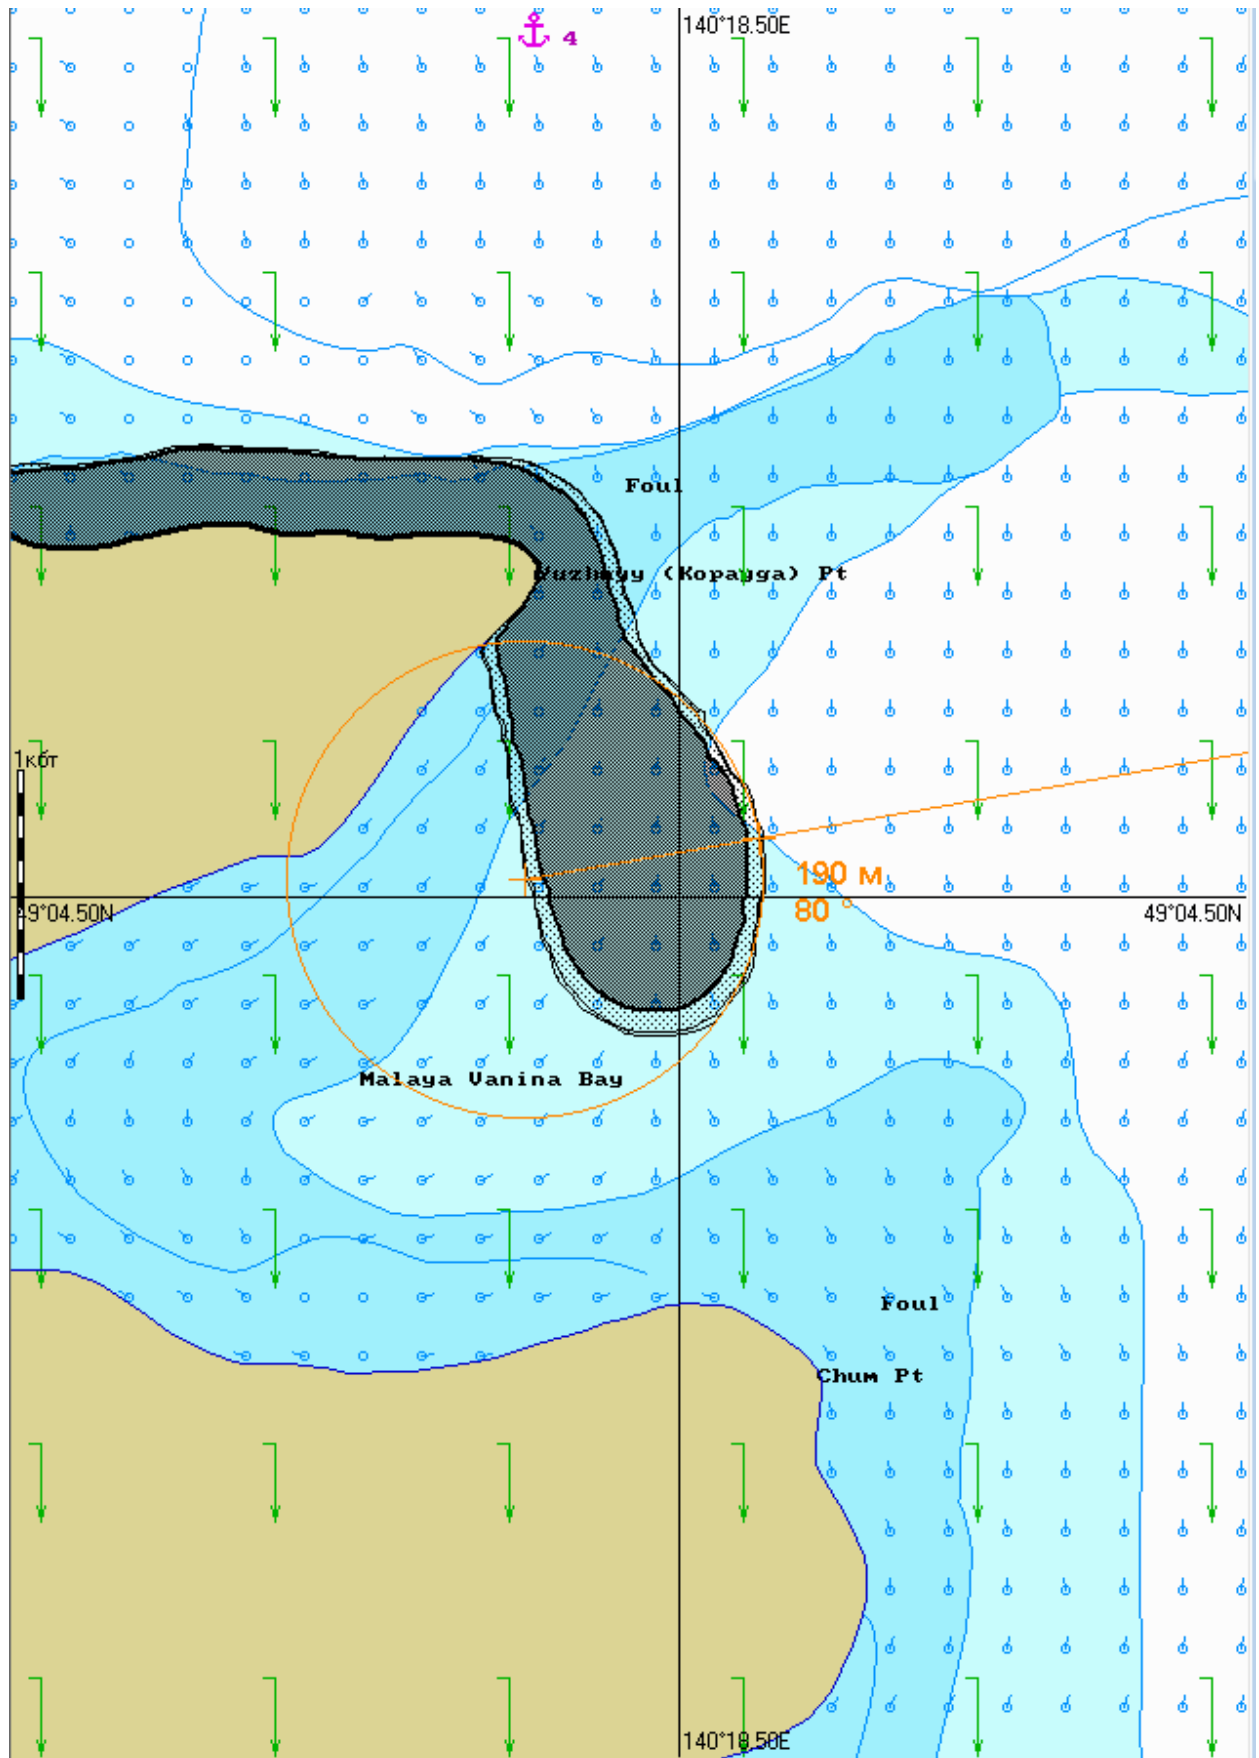 140°18.50E
4
Foul
Yuzhnyy (Kopayga) Pt
1кбт
190 м
80 °
49°04.50N
49°04.50N
Malaya Vanina Bay
Foul
Chum Pt
140°18.50E